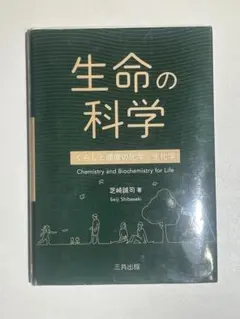 生命の
科学
くらしと健康の化学・生化学
Chemistry and Biochemistry for Life
芝崎誠司 著
Seiji Shibasaki
三共出版